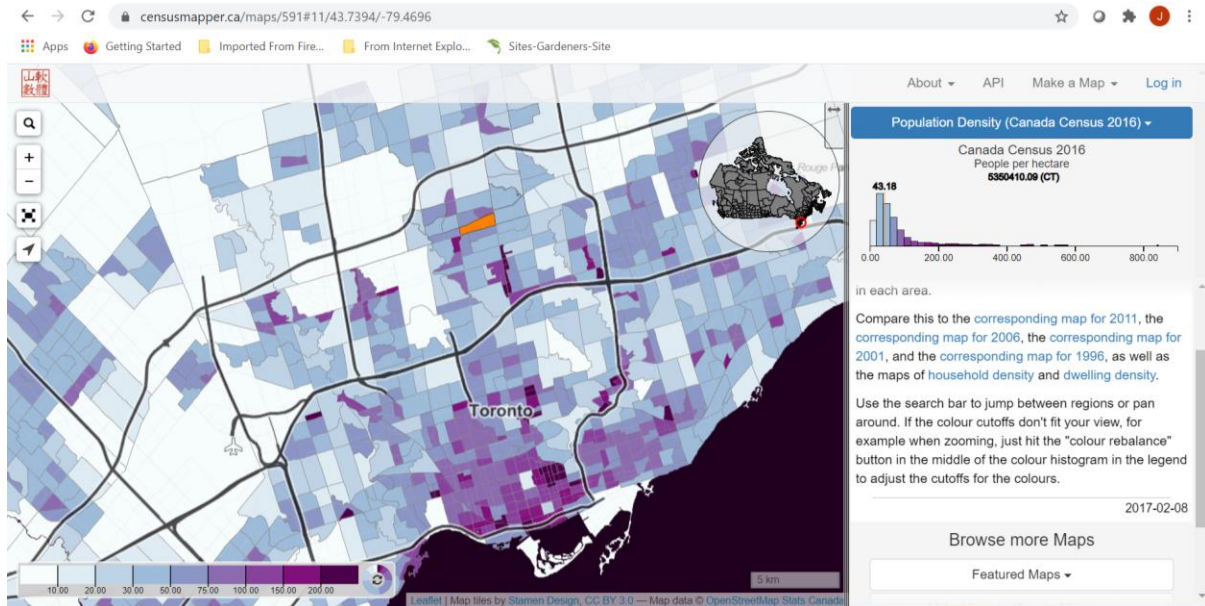 censusmapper.ca/maps/591#11/43.7394/-79.4696
J
Apps Getting Started Imported From Fire... From Internet Explo... Sites-Gardeners-Site
山軟
數體
About API Make a Map Log in
+
−
Rouge Pa
Toronto
10.00 20.00 30.00 50.00 75.00 100.00 150.00 200.00
5 km
Leaflet | Map tiles by Stamen Design, CC BY 3.0 — Map data © OpenStreetMap Stats Canada
Population Density (Canada Census 2016)
Canada Census 2016
People per hectare
5350410.09 (CT)
43.18
0.00 200.00 400.00 600.00 800.00
in each area.
Compare this to the corresponding map for 2011, the
corresponding map for 2006, the corresponding map for
2001, and the corresponding map for 1996, as well as
the maps of household density and dwelling density.
Use the search bar to jump between regions or pan
around. If the colour cutoffs don't fit your view, for
example when zooming, just hit the "colour rebalance"
button in the middle of the colour histogram in the legend
to adjust the cutoffs for the colours.
2017-02-08
Browse more Maps
Featured Maps